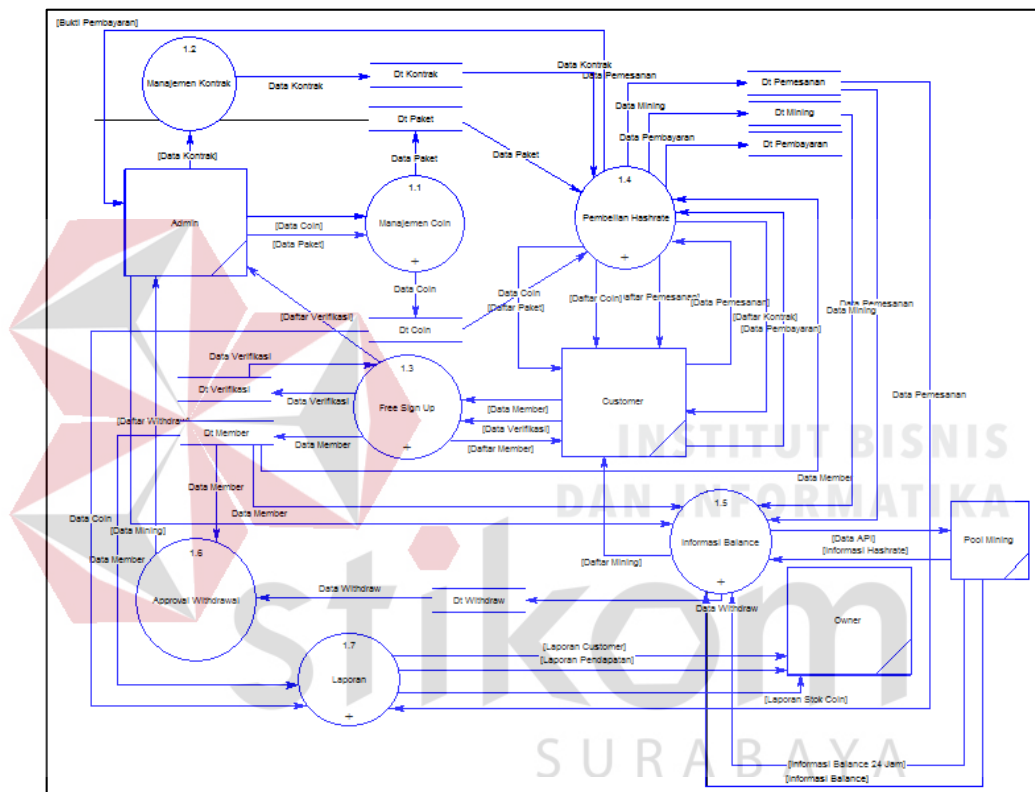 [Bukti Pembayaran]
1.2
Manajemen Kontrak
Data Kontrak
Dt Kontrak
Data Kontrak
Data Pemesanan
Dt Pemesanan
Data Mining
Dt Mining
Dt Paket
Data Pembayaran
Dt Pembayaran
[Data Kontrak]
Data Paket
Data Paket
1.1
1.4
Admin
[Data Coin]
Manajemen Coin
Pembelian Hashrate
[Data Paket]
+
+
Data Coin
Data Coin
[Daftar Paket]
[Daftar Coin]
[Data Pemesanan]
Data Pemesanan
Data Mining
[Daftar Verifikasi]
Dt Coin
[Daftar Kontrak]
[Data Pembayaran]
Data Verifikasi
1.3
Dt Verifikasi
Data Verifikasi
Free Sign Up
Customer
Data Pemesanan
[Data Member]
[Daftar Withdraw]
Dt Member
[Data Verifikasi]
Data Member
+
[Daftar Member]
INSTITUT BISNIS
DAN INFORMATIKA
Data Member
Data Member
Data Coin
[Data Mining]
Data Member
Data Member
1.6
1.5
Informasi Balance
[Data API]
[Informasi Hashrate]
Pool Mining
[Daftar Mining]
+
Approval Withdrawal
Data Withdraw
Dt Withdraw
Data Withdraw
Owner
stikom
1.7
Laporan
+
[Laporan Customer]
[Laporan Pendapatan]
[Laporan Stok Coin]
SURABAYA
[Informasi Balance 24 Jam]
[Informasi Balance]